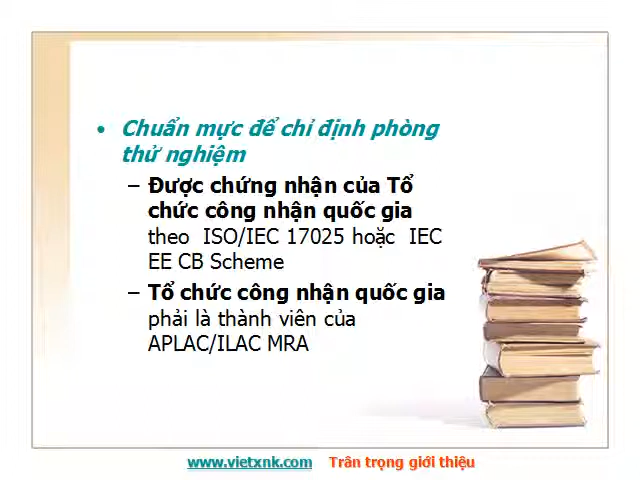 • Chuẩn mực để chỉ định phòng
thử nghiệm
– Được chứng nhận của Tổ
chức công nhận quốc gia
theo ISO/IEC 17025 hoặc IEC
EE CB Scheme
– Tổ chức công nhận quốc gia
phải là thành viên của
APLAC/ILAC MRA
www.vietxnk.com Trân trọng giới thiệu